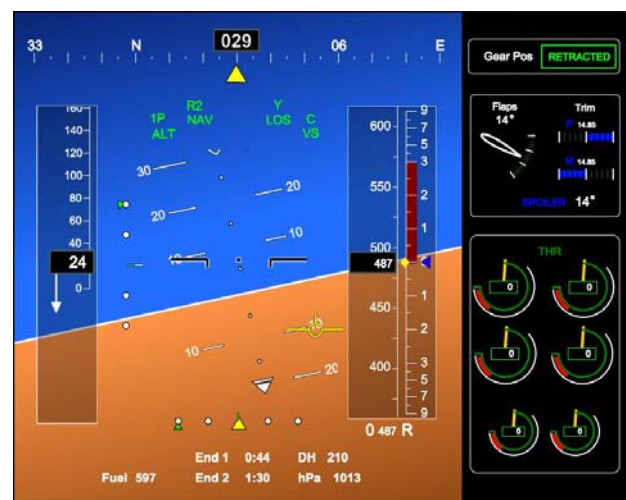 33 N 029 06 E
Gear Pos RETRACTED
1P R2 Y C
ALT NAV LOS VS
Flaps Trim
14° P 14.85
R 14.85
SPOILER 14°
160
140
120
100
80
60
40
24
0
30 20
20 10
10
10
10 20
600
550
500
487
450
400
9
7
5
3
2
1
1
2
3
5
7
9
0 487 R
THR
0 0
0 0
0 0
End 1 0:44 DH 210
Fuel 597 End 2 1:30 hPa 1013